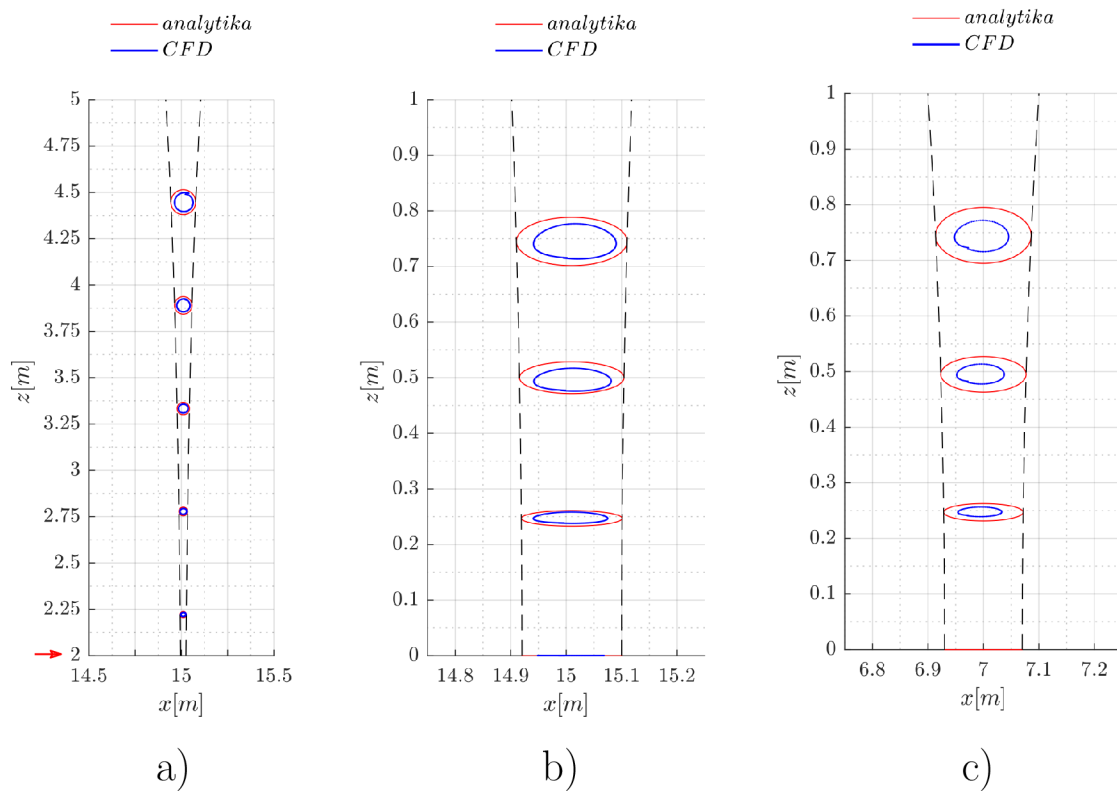 analytika
CFD
5
4.75
4.5
4.25
4
3.75
3.5
3.25
3
2.75
2.5
2.25
2
z[m]
14.5 15 15.5
x[m]
a)
analytika
CFD
1
0.9
0.8
0.7
0.6
0.5
0.4
0.3
0.2
0.1
0
z[m]
14.8 14.9 15 15.1 15.2
x[m]
b)
analytika
CFD
1
0.9
0.8
0.7
0.6
0.5
0.4
0.3
0.2
0.1
0
z[m]
6.8 6.9 7 7.1 7.2
x[m]
c)